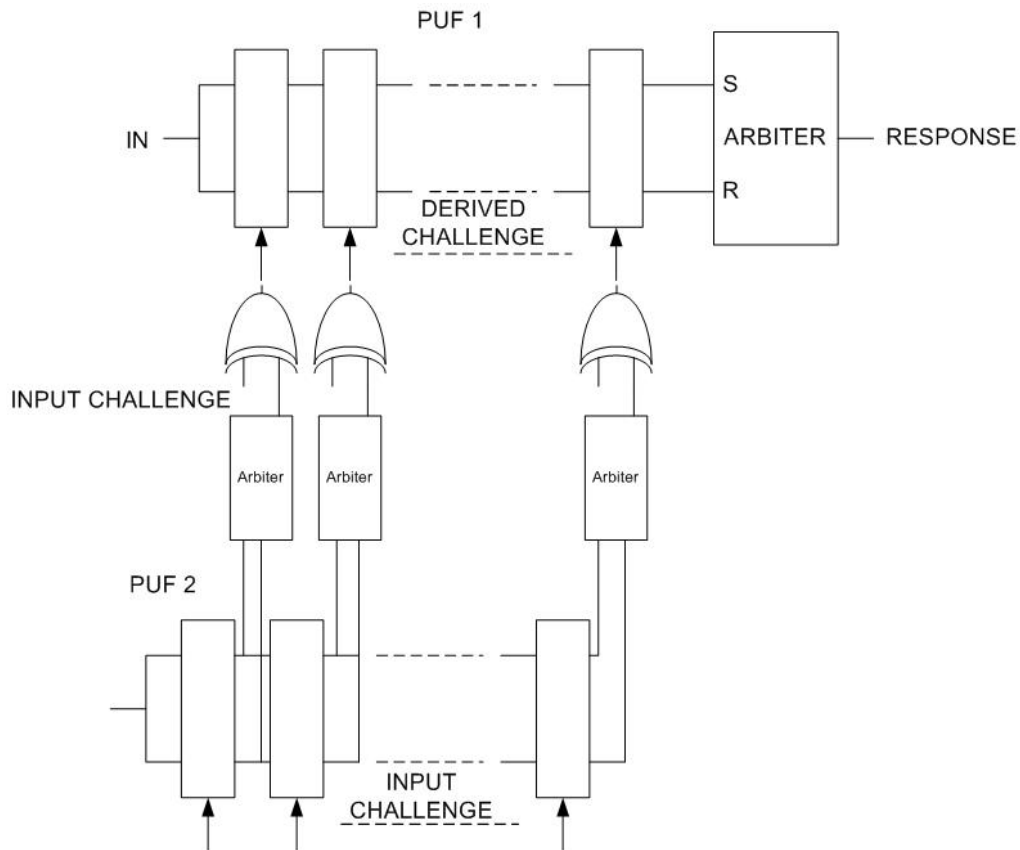 PUF 1
S
IN
ARBITER
RESPONSE
R
DERIVED
CHALLENGE
INPUT CHALLENGE
Arbiter
Arbiter
Arbiter
PUF 2
INPUT
CHALLENGE